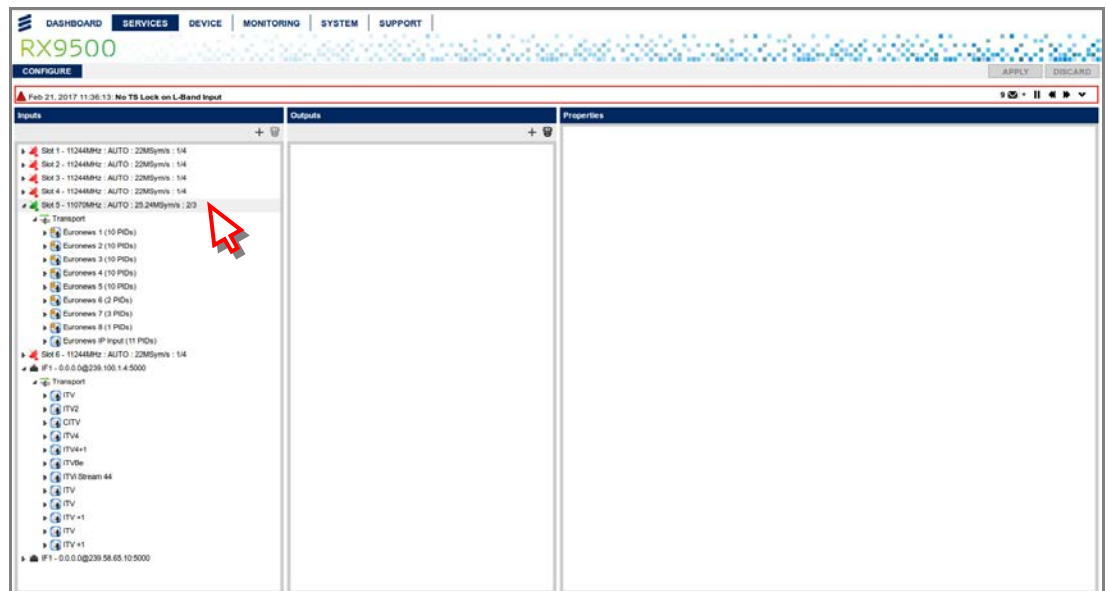 DASHBOARD SERVICES DEVICE MONITORING SYSTEM SUPPORT
RX9500
CONFIGURE APPLY DISCARD
Feb 21, 2017 11:36:13: No TS Lock on L-Band Input 9
Inputs Outputs Properties
Slot 1 - 11244MHz : AUTO : 22MSym/s : 1/4
Slot 2 - 11244MHz : AUTO : 22MSym/s : 1/4
Slot 3 - 11244MHz : AUTO : 22MSym/s : 1/4
Slot 4 - 11244MHz : AUTO : 22MSym/s : 1/4
Slot 5 - 11070MHz : AUTO : 25.24MSym/s : 2/3
Transport
Euronews 1 (10 PIDs)
Euronews 2 (10 PIDs)
Euronews 3 (10 PIDs)
Euronews 4 (10 PIDs)
Euronews 5 (10 PIDs)
Euronews 6 (2 PIDs)
Euronews 7 (3 PIDs)
Euronews 8 (1 PIDs)
Euronews IP Input (11 PIDs)
Slot 6 - 11244MHz : AUTO : 22MSym/s : 1/4
IF1 - 0.0.0.0@239.100.1.4:5000
Transport
ITV
ITV2
CITV
ITV4
ITV4+1
ITVBe
ITVi Stream 44
ITV
ITV
ITV +1
ITV
ITV +1
IF1 - 0.0.0.0@239.58.65.10:5000